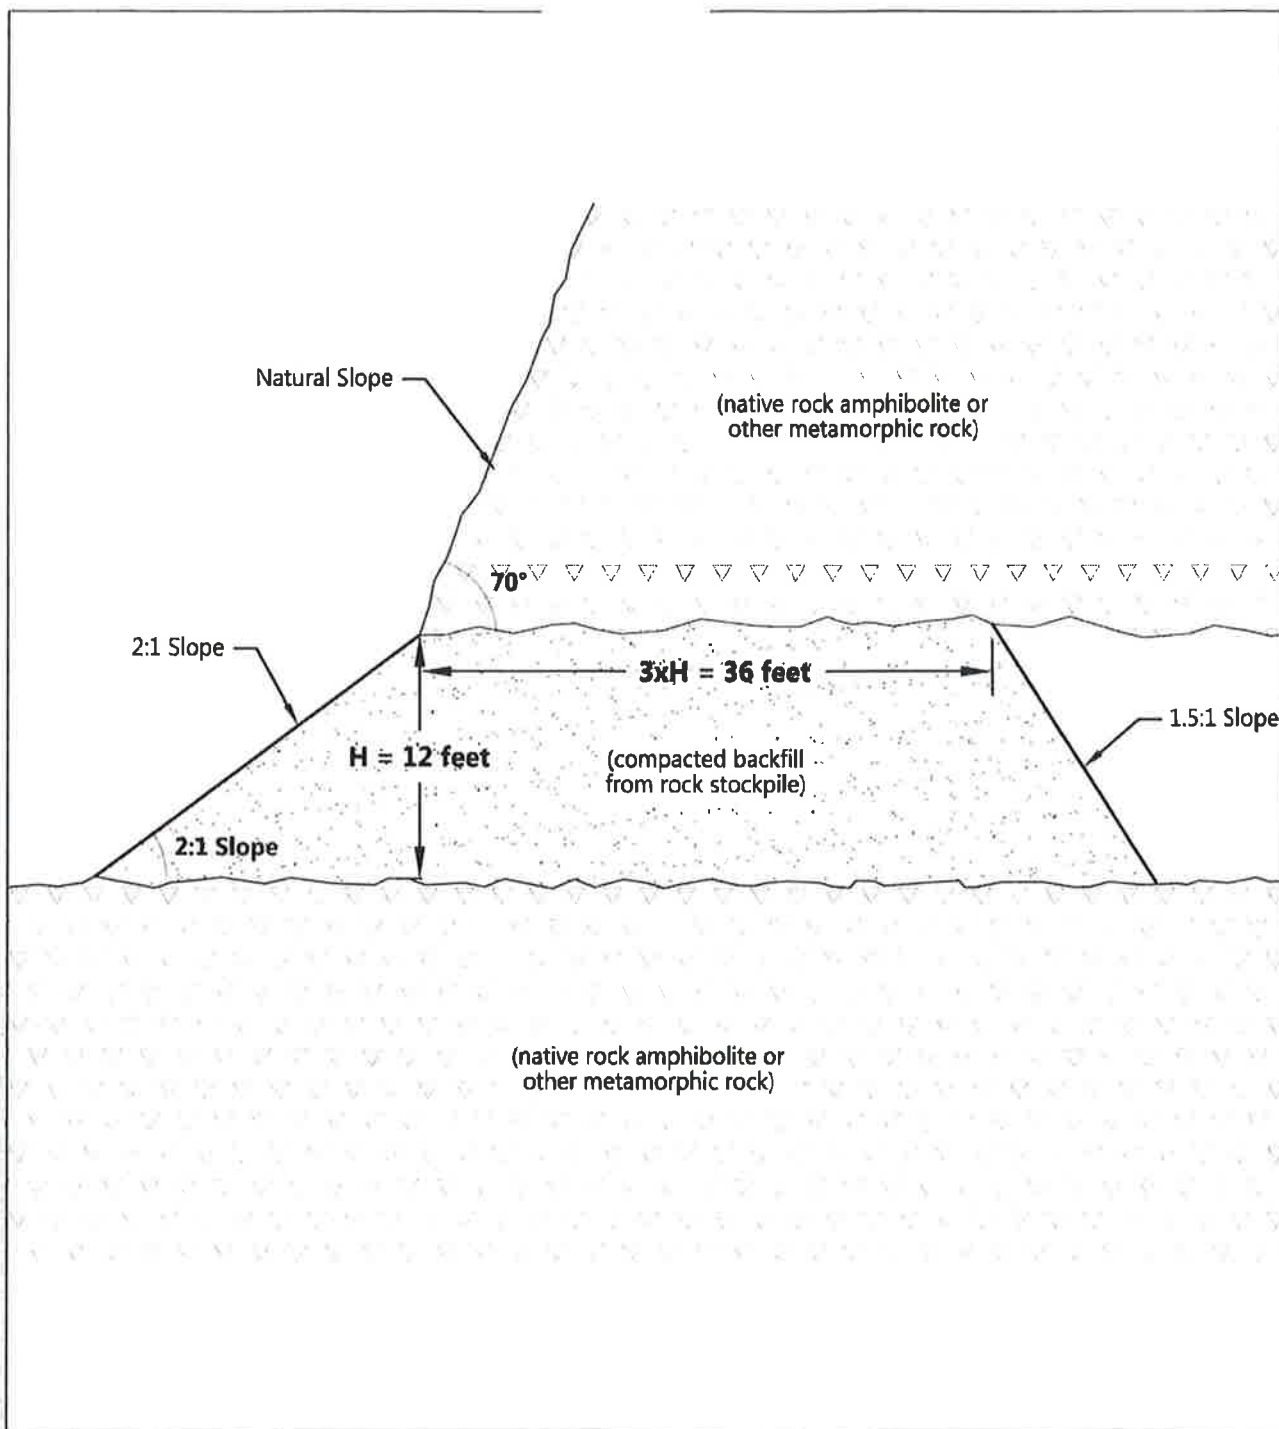 Natural Slope
(native rock amphibolite or
other metamorphic rock)
70°
2:1 Slope
3xH = 36 feet
1.5:1 Slope
H = 12 feet
(compacted backfill
from rock stockpile)
2:1 Slope
(native rock amphibolite or
other metamorphic rock)